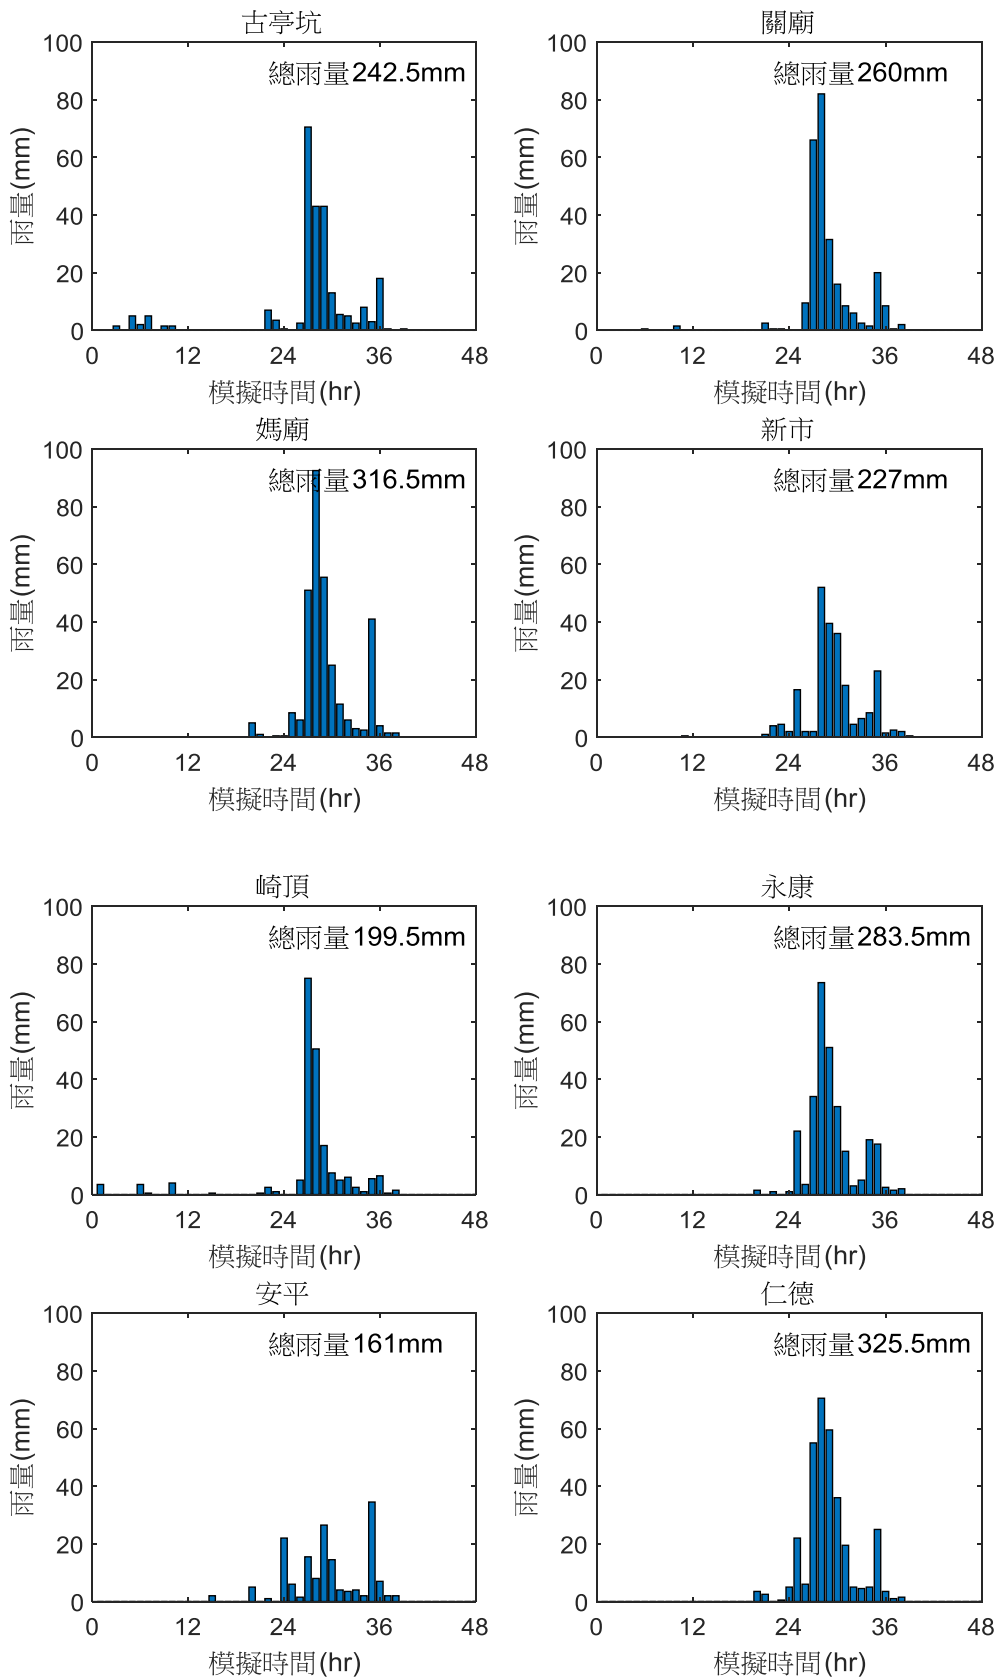 古亭坑
總雨量242.5mm
雨量(mm)
100
80
60
40
20
0
0 12 24 36 48
模擬時間(hr)
關廟
總雨量260mm
雨量(mm)
100
80
60
40
20
0
0 12 24 36 48
模擬時間(hr)
媽廟
總雨量316.5mm
雨量(mm)
100
80
60
40
20
0
0 12 24 36 48
模擬時間(hr)
新市
總雨量227mm
雨量(mm)
100
80
60
40
20
0
0 12 24 36 48
模擬時間(hr)
崎頂
總雨量199.5mm
雨量(mm)
100
80
60
40
20
0
0 12 24 36 48
模擬時間(hr)
永康
總雨量283.5mm
雨量(mm)
100
80
60
40
20
0
0 12 24 36 48
模擬時間(hr)
安平
總雨量161mm
雨量(mm)
100
80
60
40
20
0
0 12 24 36 48
模擬時間(hr)
仁德
總雨量325.5mm
雨量(mm)
100
80
60
40
20
0
0 12 24 36 48
模擬時間(hr)